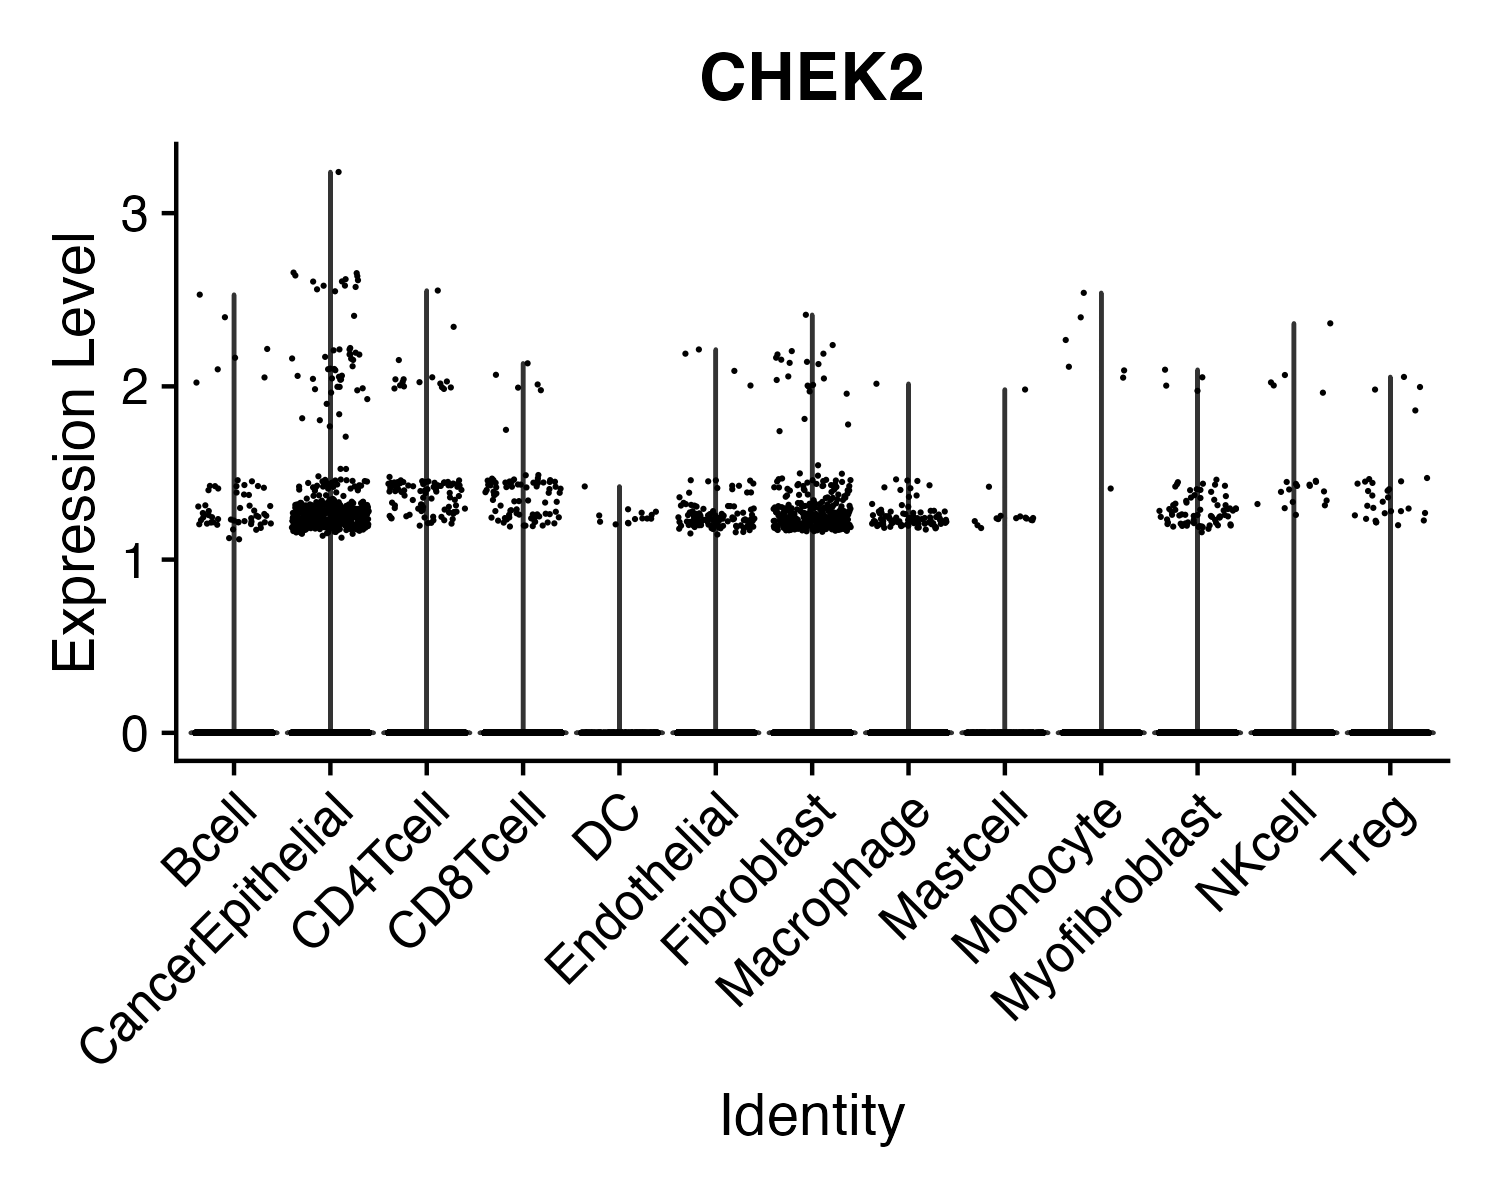 CHEK2
Expression Level
3
2
1
0
Bcell
CancerEpithelial
CD4Tcell
CD8Tcell
DC
Endothelial
Fibroblast
Macrophage
Mastcell
Monocyte
Myofibroblast
NKcell
Treg
Identity